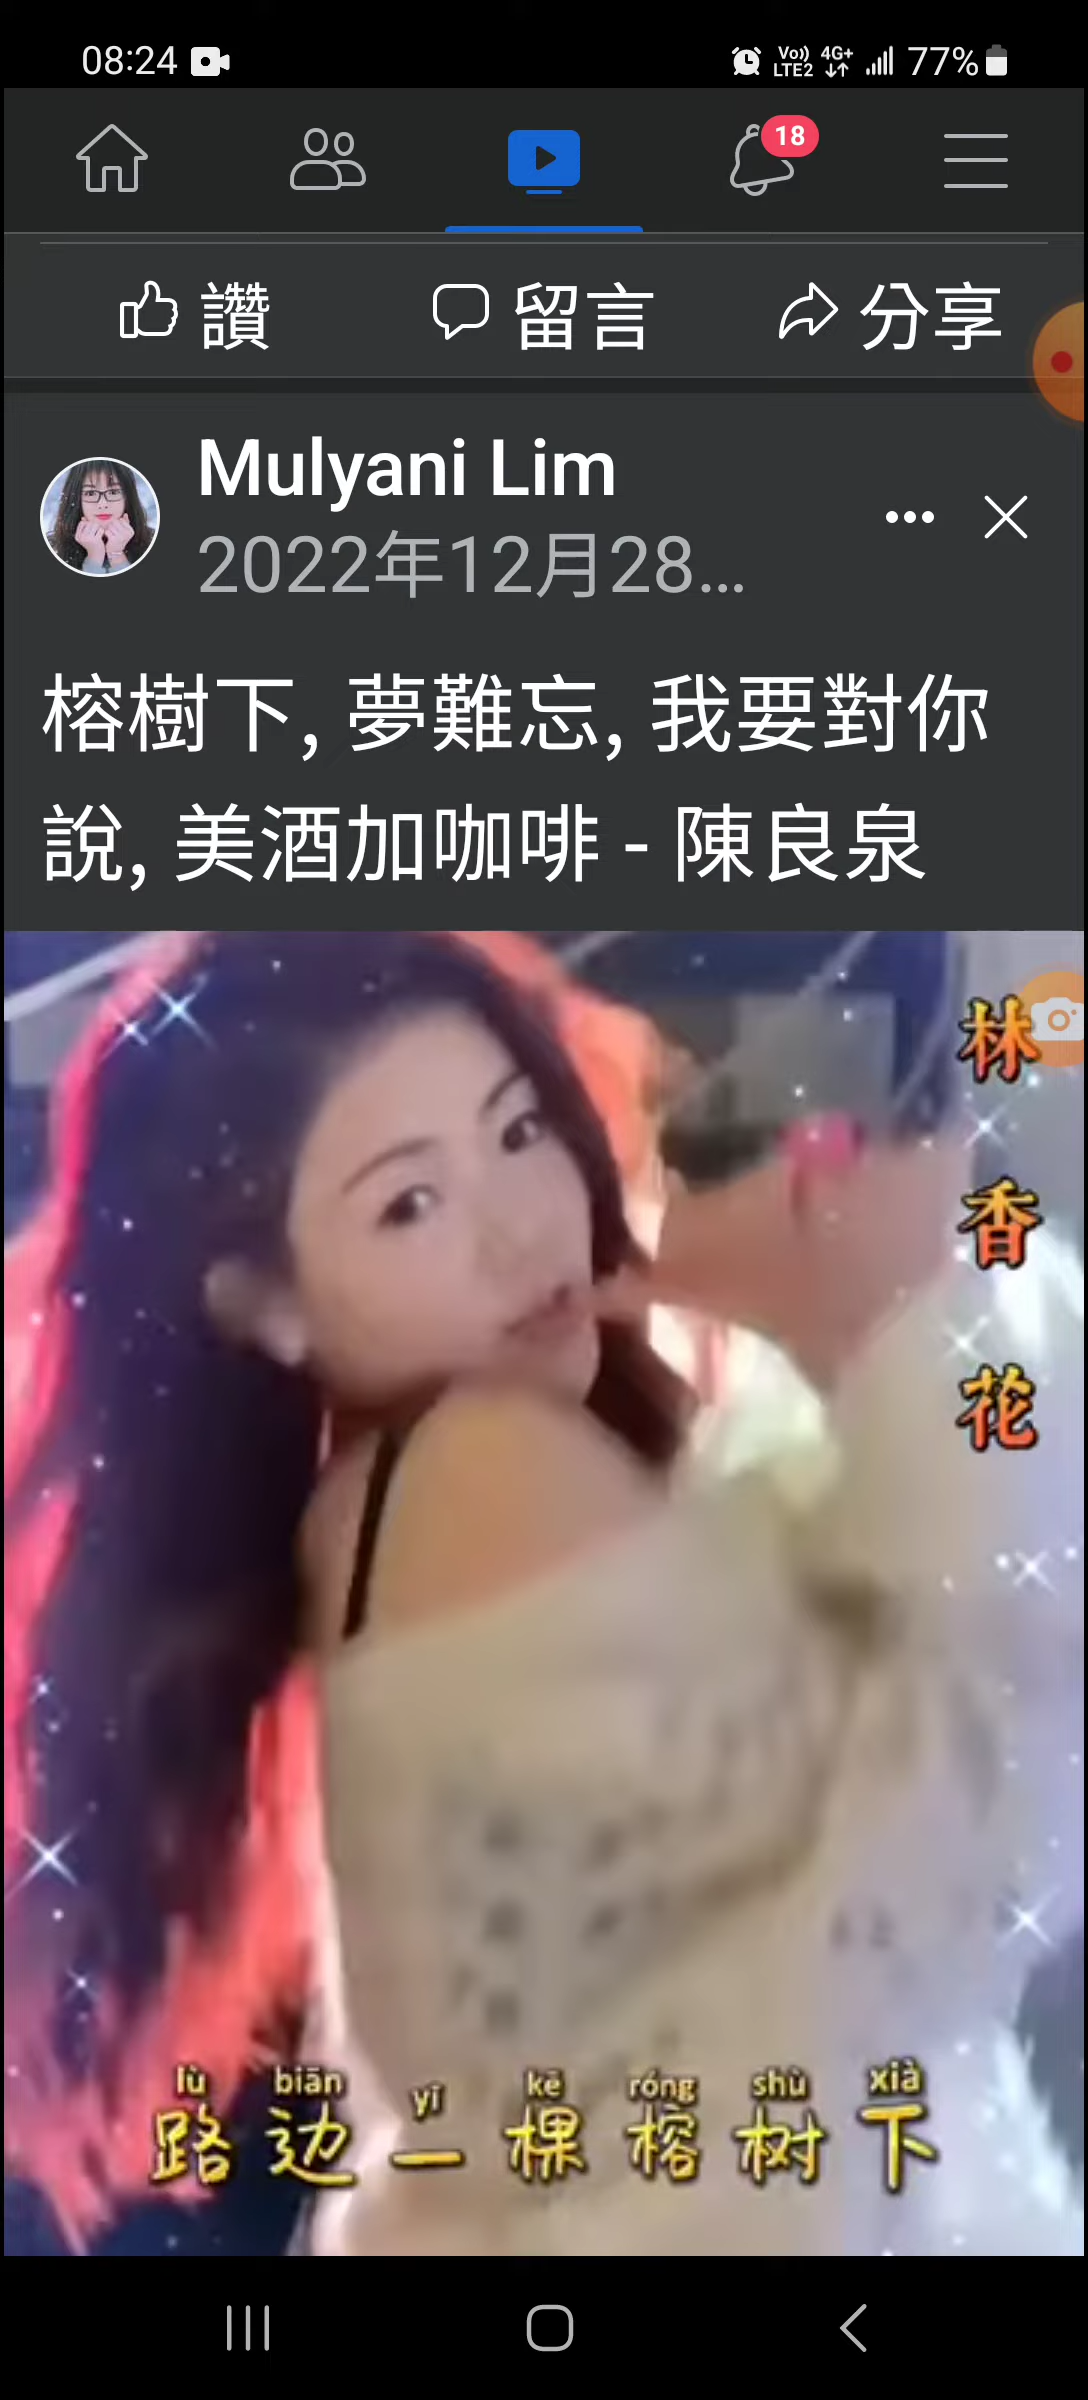 08:24
Vo)) LTE2 4G+ 77%
18
讚 留言 分享
Mulyani Lim
2022年12月28...
榕樹下, 夢難忘, 我要對你
說, 美酒加咖啡 - 陳良泉
林
香
花
lù biān yī kē róng shù xià
路边一棵榕树下